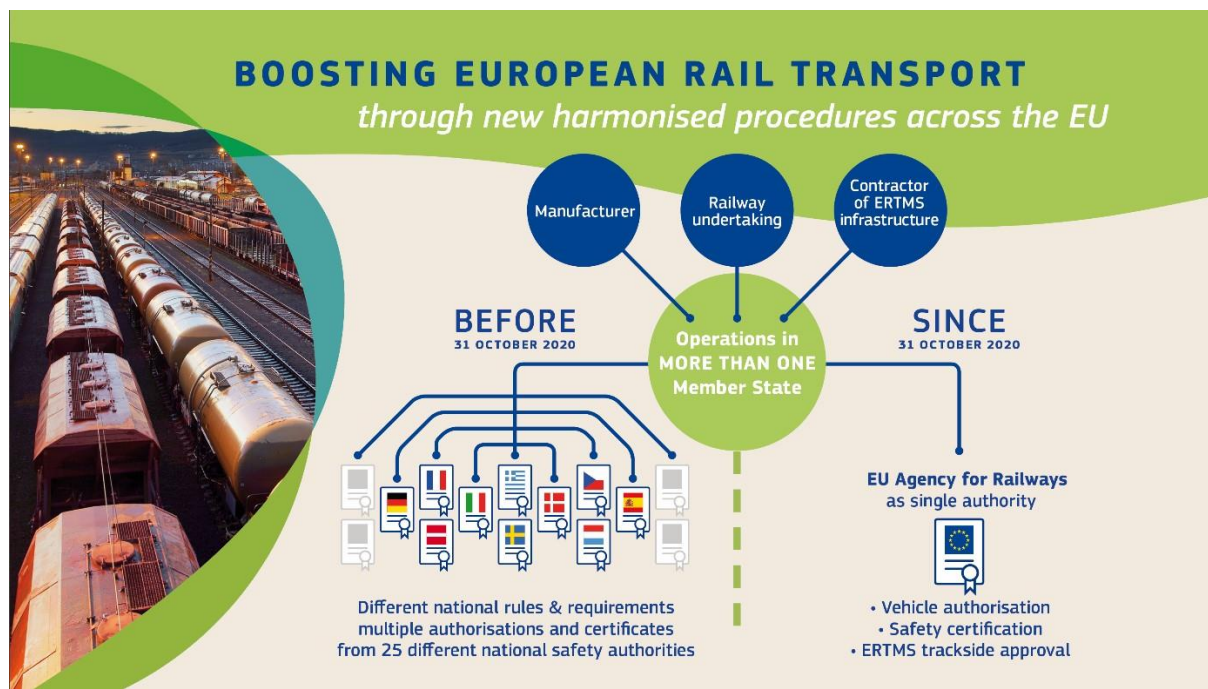 BOOSTING EUROPEAN RAIL TRANSPORT
through new harmonised procedures across the EU
Manufacturer
Railway
undertaking
Contractor
of ERTMS
infrastructure
BEFORE
31 OCTOBER 2020
Operations in
MORE THAN ONE
Member State
SINCE
31 OCTOBER 2020
Different national rules & requirements
multiple authorisations and certificates
from 25 different national safety authorities
EU Agency for Railways
as single authority
• Vehicle authorisation
• Safety certification
• ERTMS trackside approval